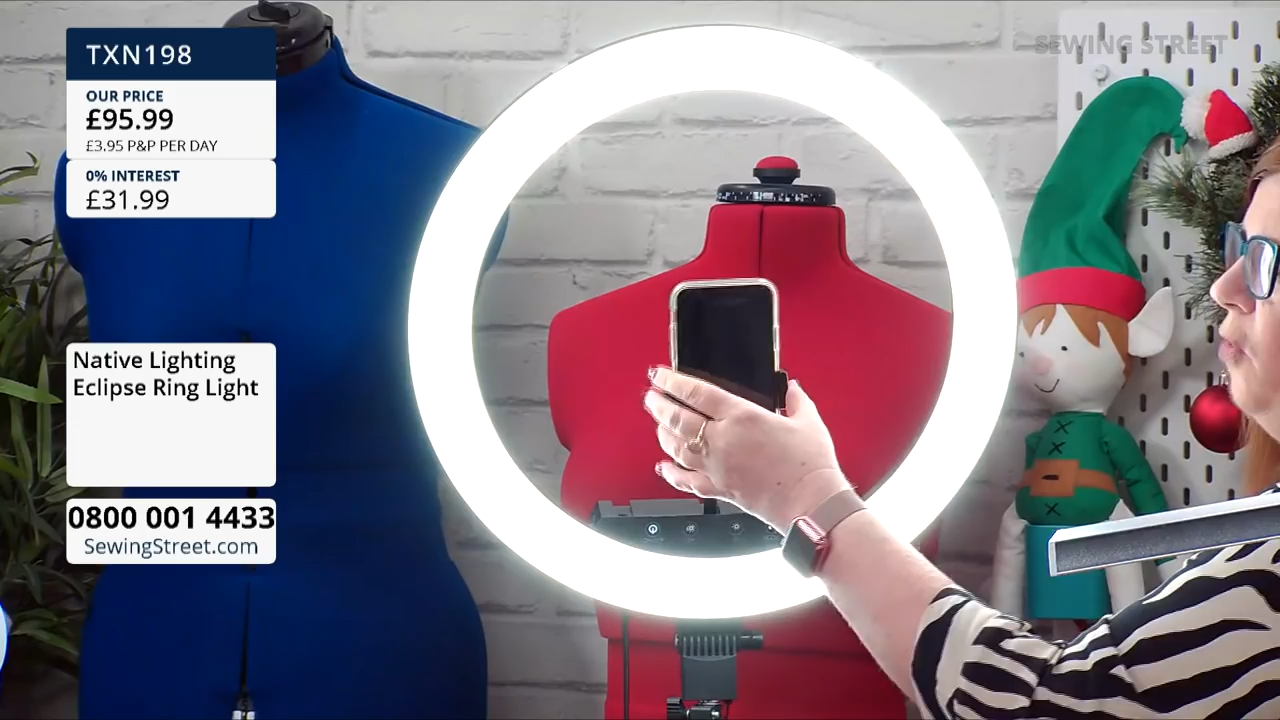 SEWING STREET
TXN198
OUR PRICE
£95.99
£3.95 P&P PER DAY
0% INTEREST
£31.99
Native Lighting
Eclipse Ring Light
0800 001 4433
SewingStreet.com